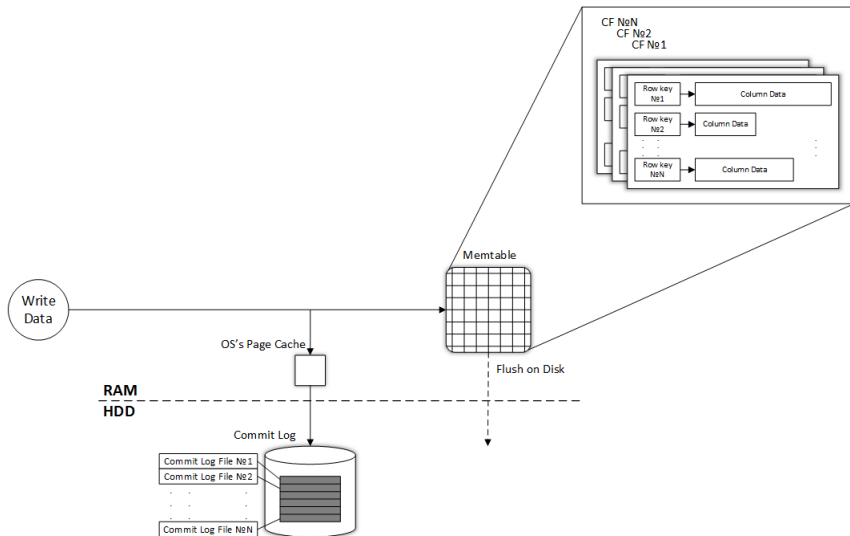 CF №N
CF №2
CF №1
Row key
№1
Column Data
Row key
№2
Column Data
Row key
№N
Column Data
Memtable
Write
Data
OS's Page Cache
Flush on Disk
RAM
HDD
Commit Log
Commit Log File №1
Commit Log File №2
Commit Log File №N